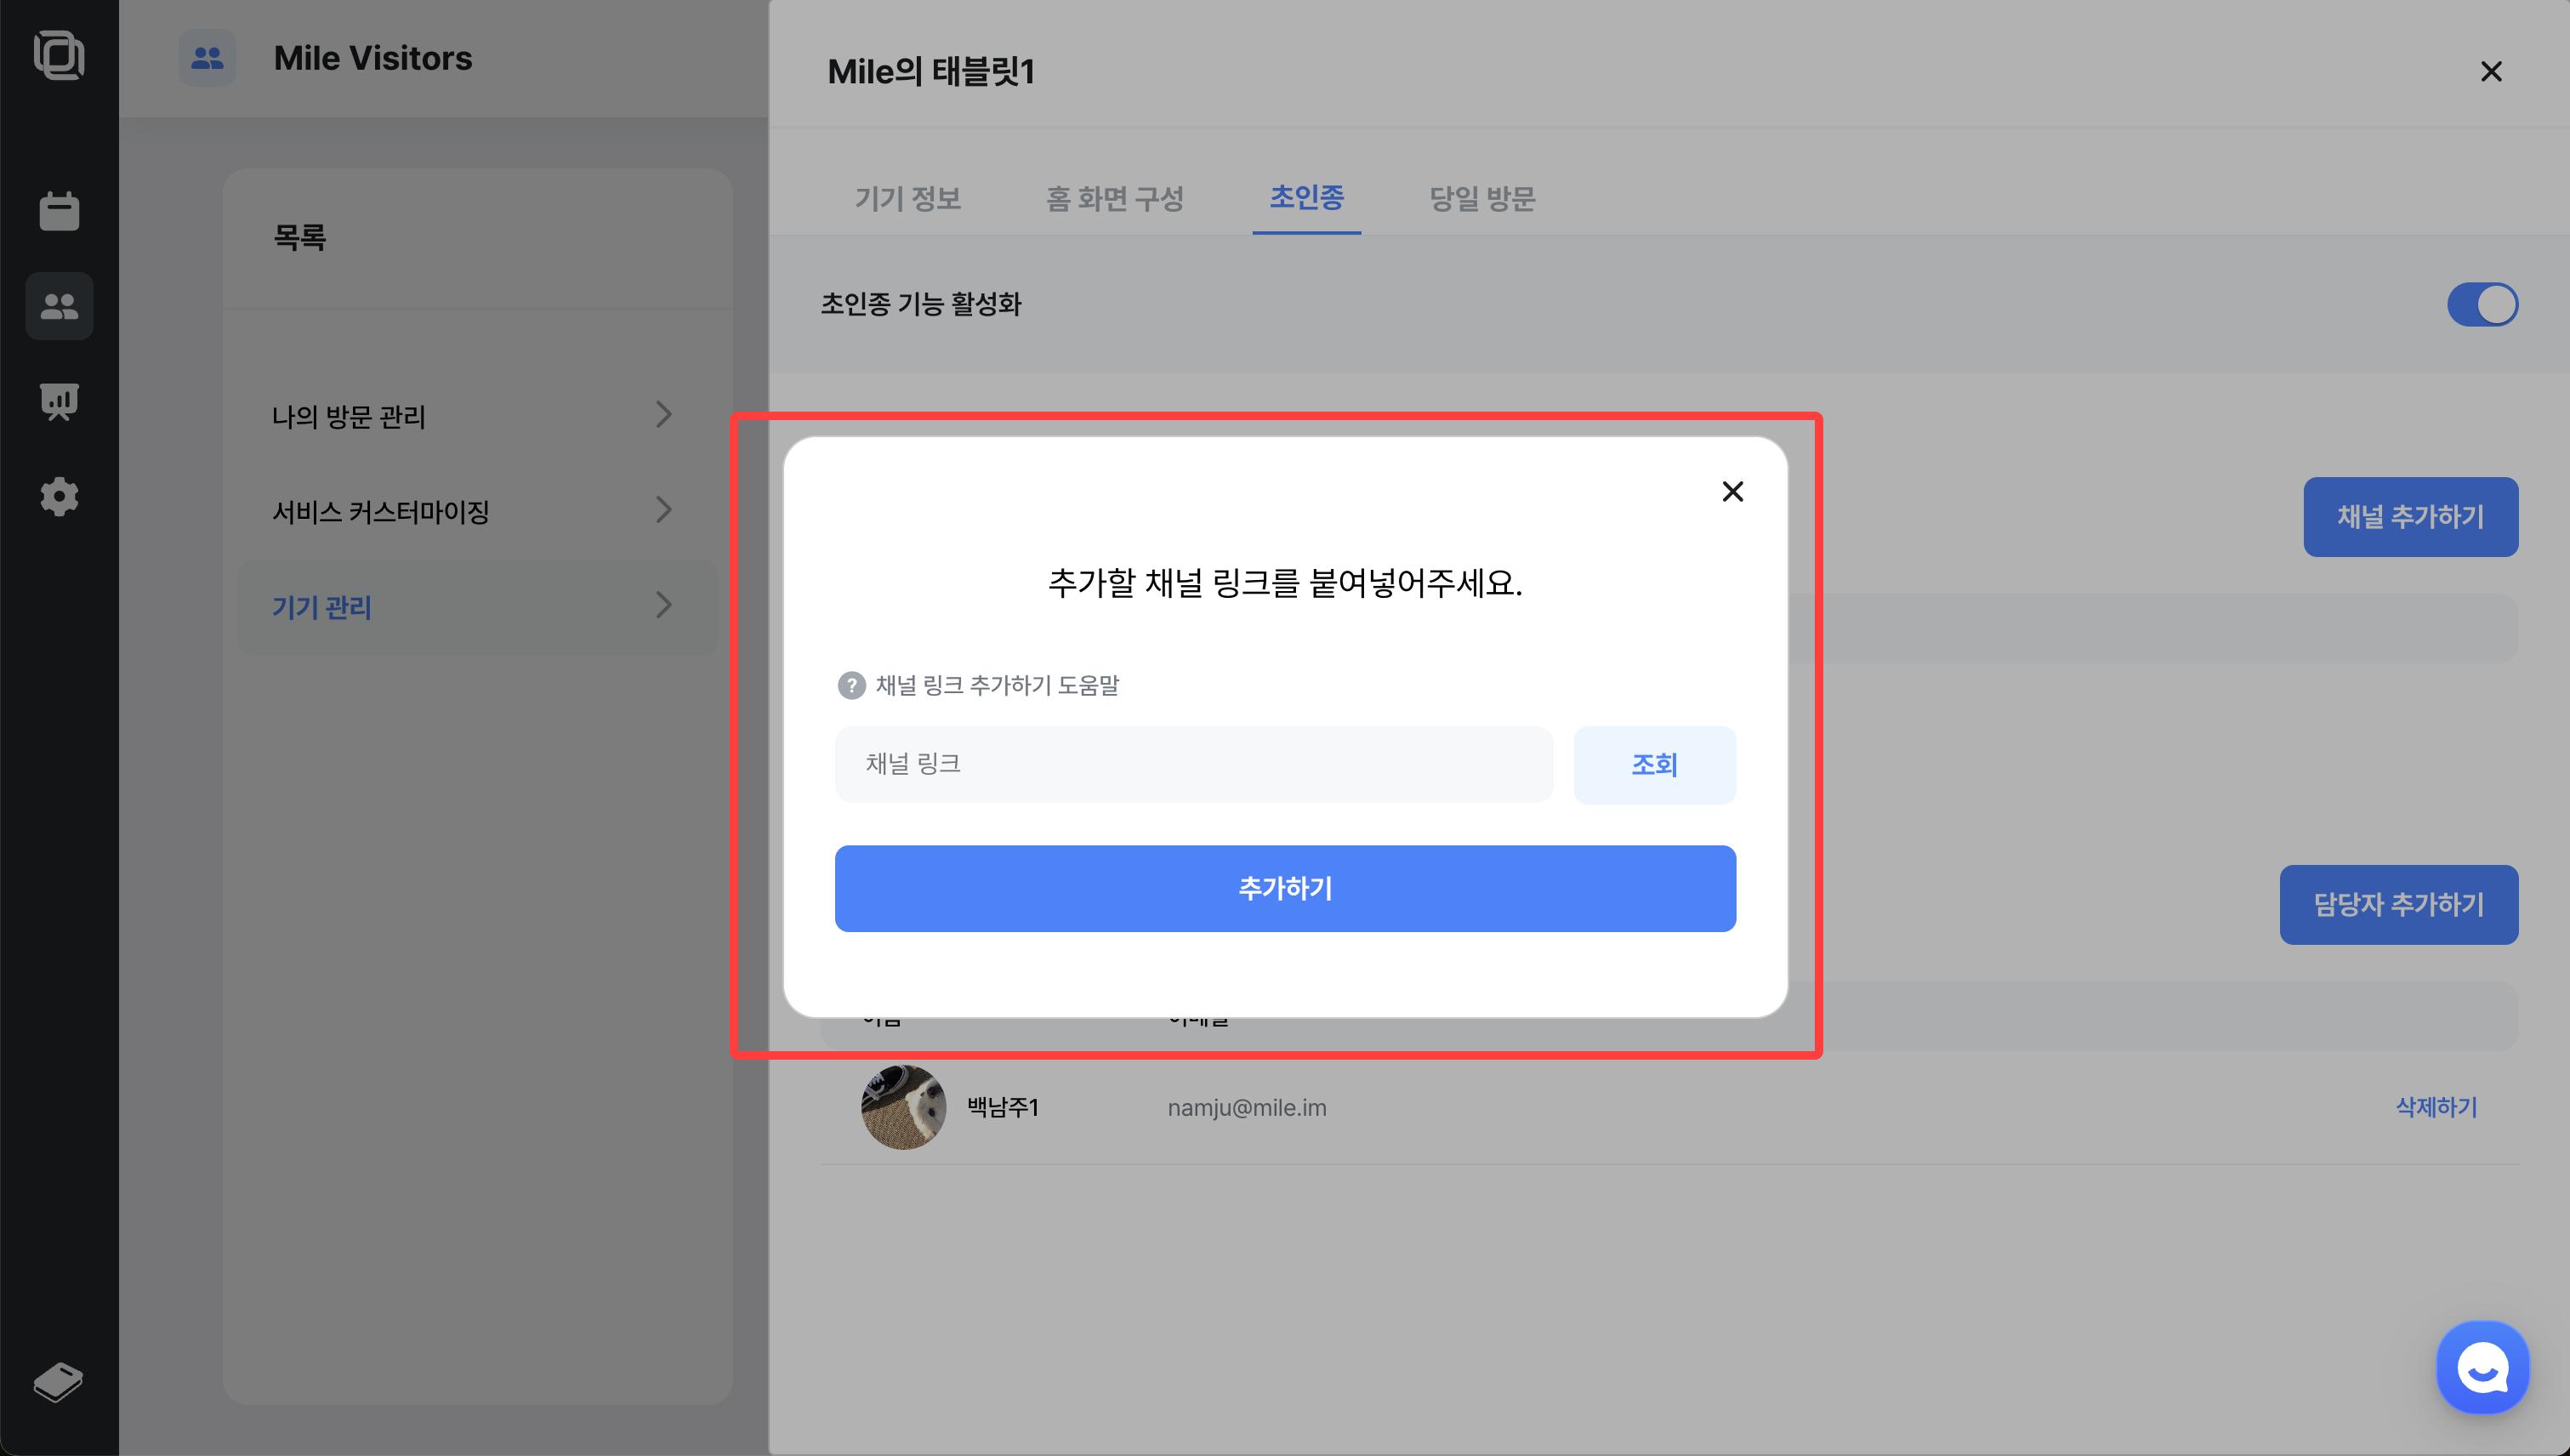 Mile Visitors
목록
나의 방문 관리
서비스 커스터마이징
기기 관리
Mile의 태블릿1
기기 정보
홈 화면 구성
초인종
당일 방문
초인종 기능 활성화
채널 추가하기
추가할 채널 링크를 붙여넣어주세요.
? 채널 링크 추가하기 도움말
채널 링크
조회
추가하기
담당자 추가하기
백남주1
namju@mile.im
삭제하기